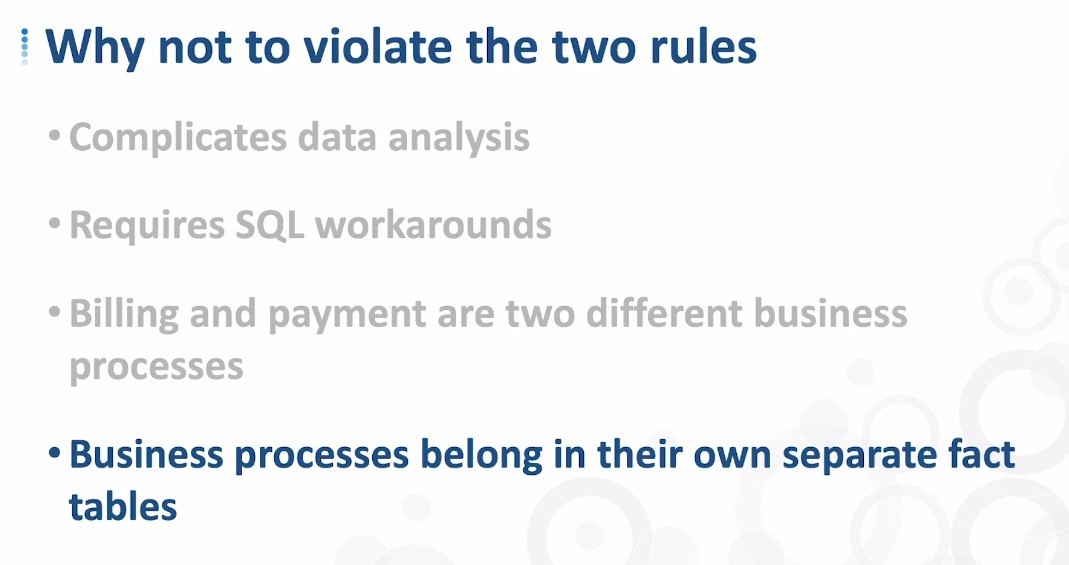 Why not to violate the two rules
• Complicates data analysis
• Requires SQL workarounds
• Billing and payment are two different business
processes
• Business processes belong in their own separate fact
tables